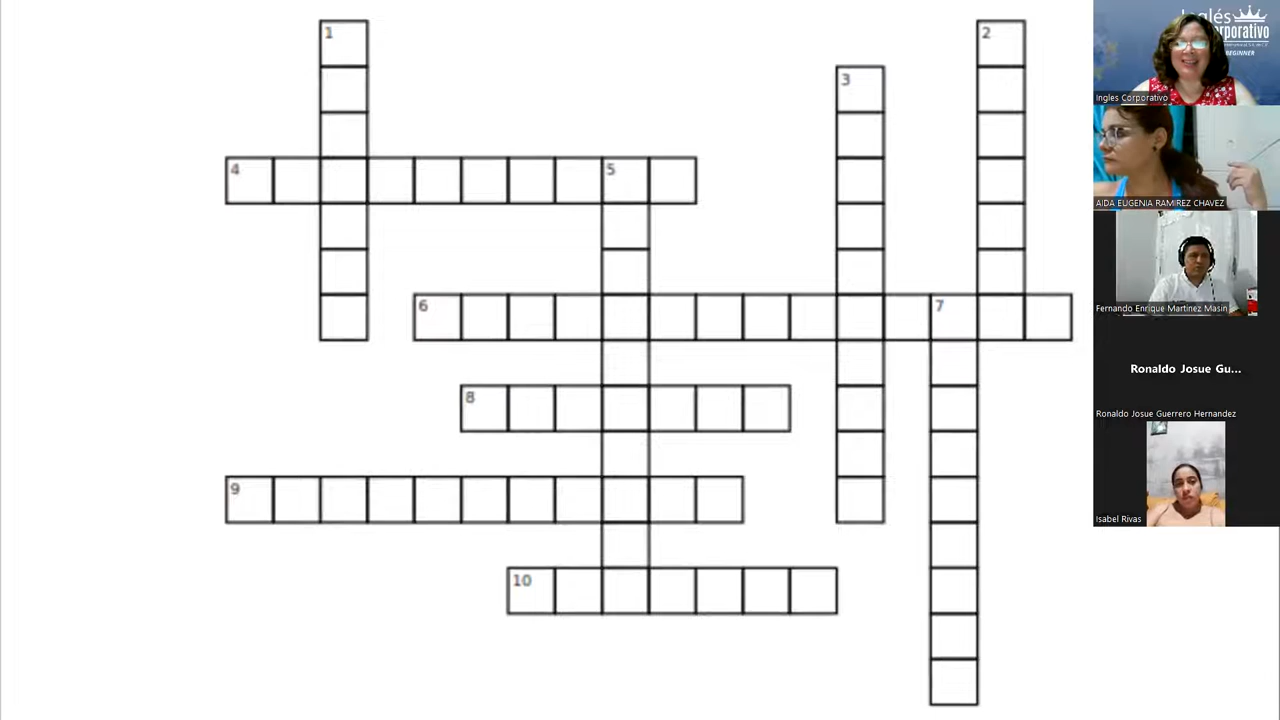 1
2
3
4
5
6
7
8
9
10
Inglés
Corporativo
BEGINNER
Ingles Corporativo
AIDA EUGENIA RAMIREZ CHAVEZ
Fernando Enrique Martinez Masin
Ronaldo Josue Gu...
Ronaldo Josue Guerrero Hernandez
Isabel Rivas